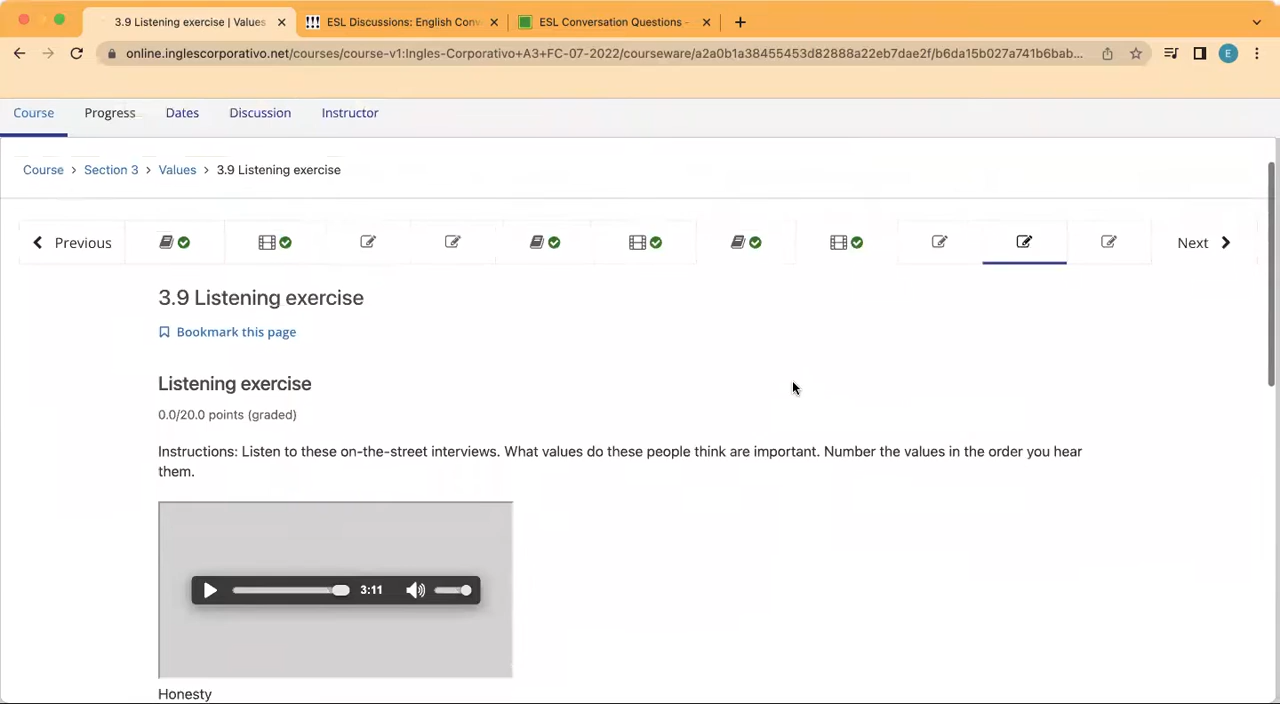 3.9 Listening exercise | Values
ESL Discussions: English Conv
ESL Conversation Questions -
online.inglescorporativo.net/courses/course-v1:Ingles-Corporativo+A3+FC-07-2022/courseware/a2a0b1a38455453d82888a22eb7dae2f/b6da15b027a741b6bab...
E
Course Progress Dates Discussion Instructor
Course > Section 3 > Values > 3.9 Listening exercise
Previous
Next
3.9 Listening exercise
Bookmark this page
Listening exercise
0.0/20.0 points (graded)
Instructions: Listen to these on-the-street interviews. What values do these people think are important. Number the values in the order you hear
them.
3:11
Honesty